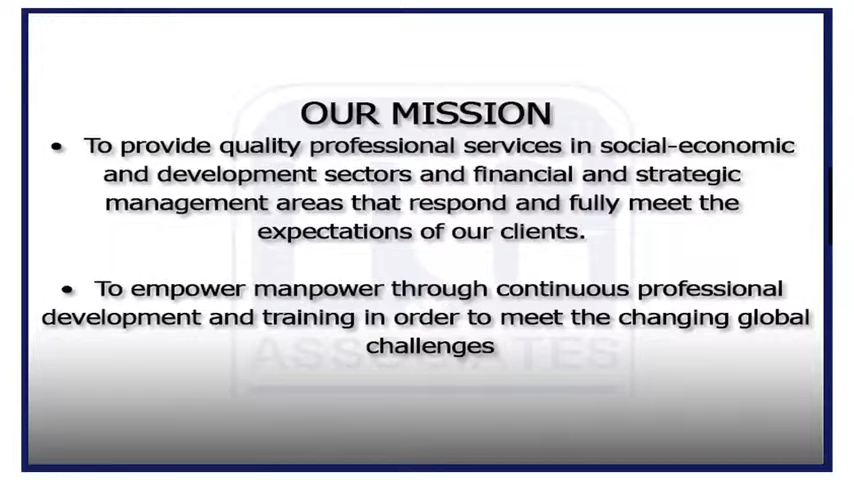 OUR MISSION
• To provide quality professional services in social-economic
and development sectors and financial and strategic
management areas that respond and fully meet the
expectations of our clients.
• To empower manpower through continuous professional
development and training in order to meet the changing global
challenges
ASSOCIATES